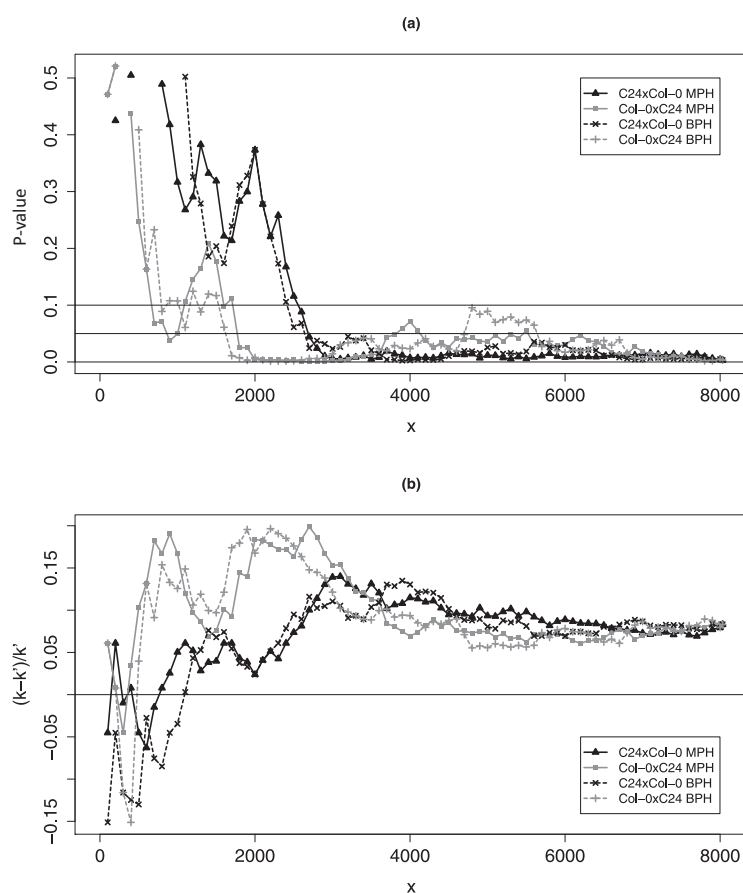 (a)
P-value
0.5
0.4
0.3
0.2
0.1
0.0
C24xCol-0 MPH
Col-0xC24 MPH
C24xCol-0 BPH
Col-0xC24 BPH
0 2000 4000 6000 8000
x
(b)
(k-k')/k'
0.15
0.05
-0.05
-0.15
C24xCol-0 MPH
Col-0xC24 MPH
C24xCol-0 BPH
Col-0xC24 BPH
0 2000 4000 6000 8000
x